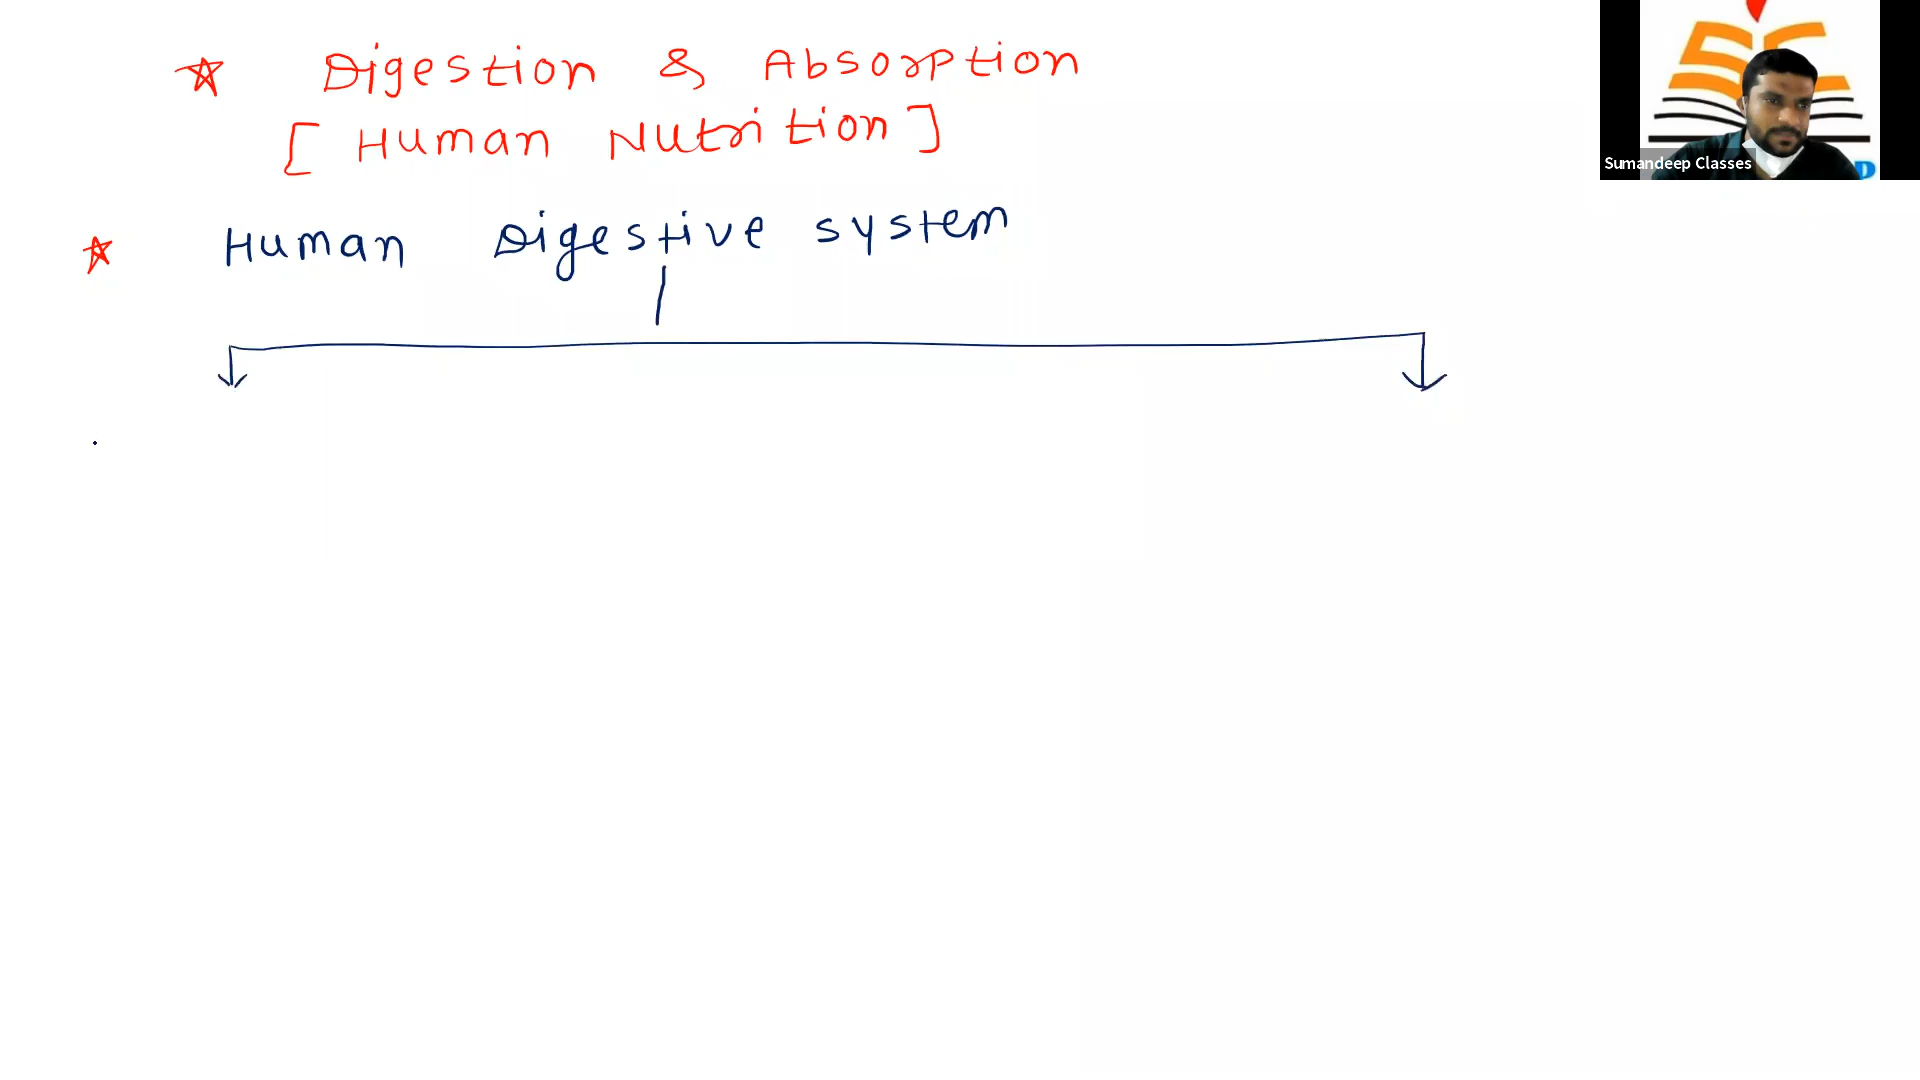 Digestion & Absorption
[ Human Nutrition ]
Human Digestive system
Sumandeep Classes